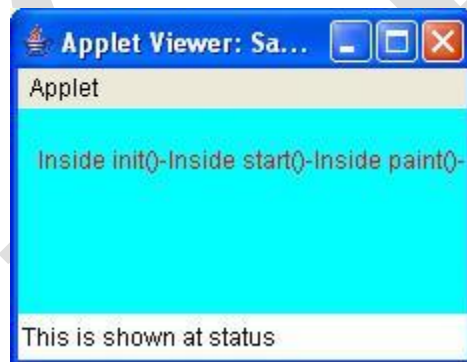 Applet Viewer: Sa...
Applet
Inside init()-Inside start()-Inside paint()-
This is shown at status